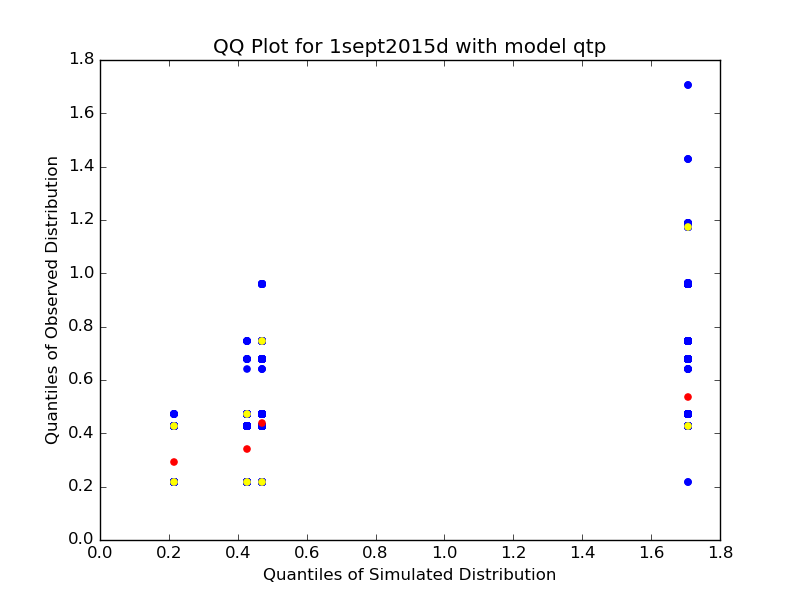 QQ Plot for 1sept2015d with model qtp
1.8
1.6
1.4
1.2
1.0
0.8
0.6
0.4
0.2
0.0
Quantiles of Observed Distribution
0.0 0.2 0.4 0.6 0.8 1.0 1.2 1.4 1.6 1.8
Quantiles of Simulated Distribution